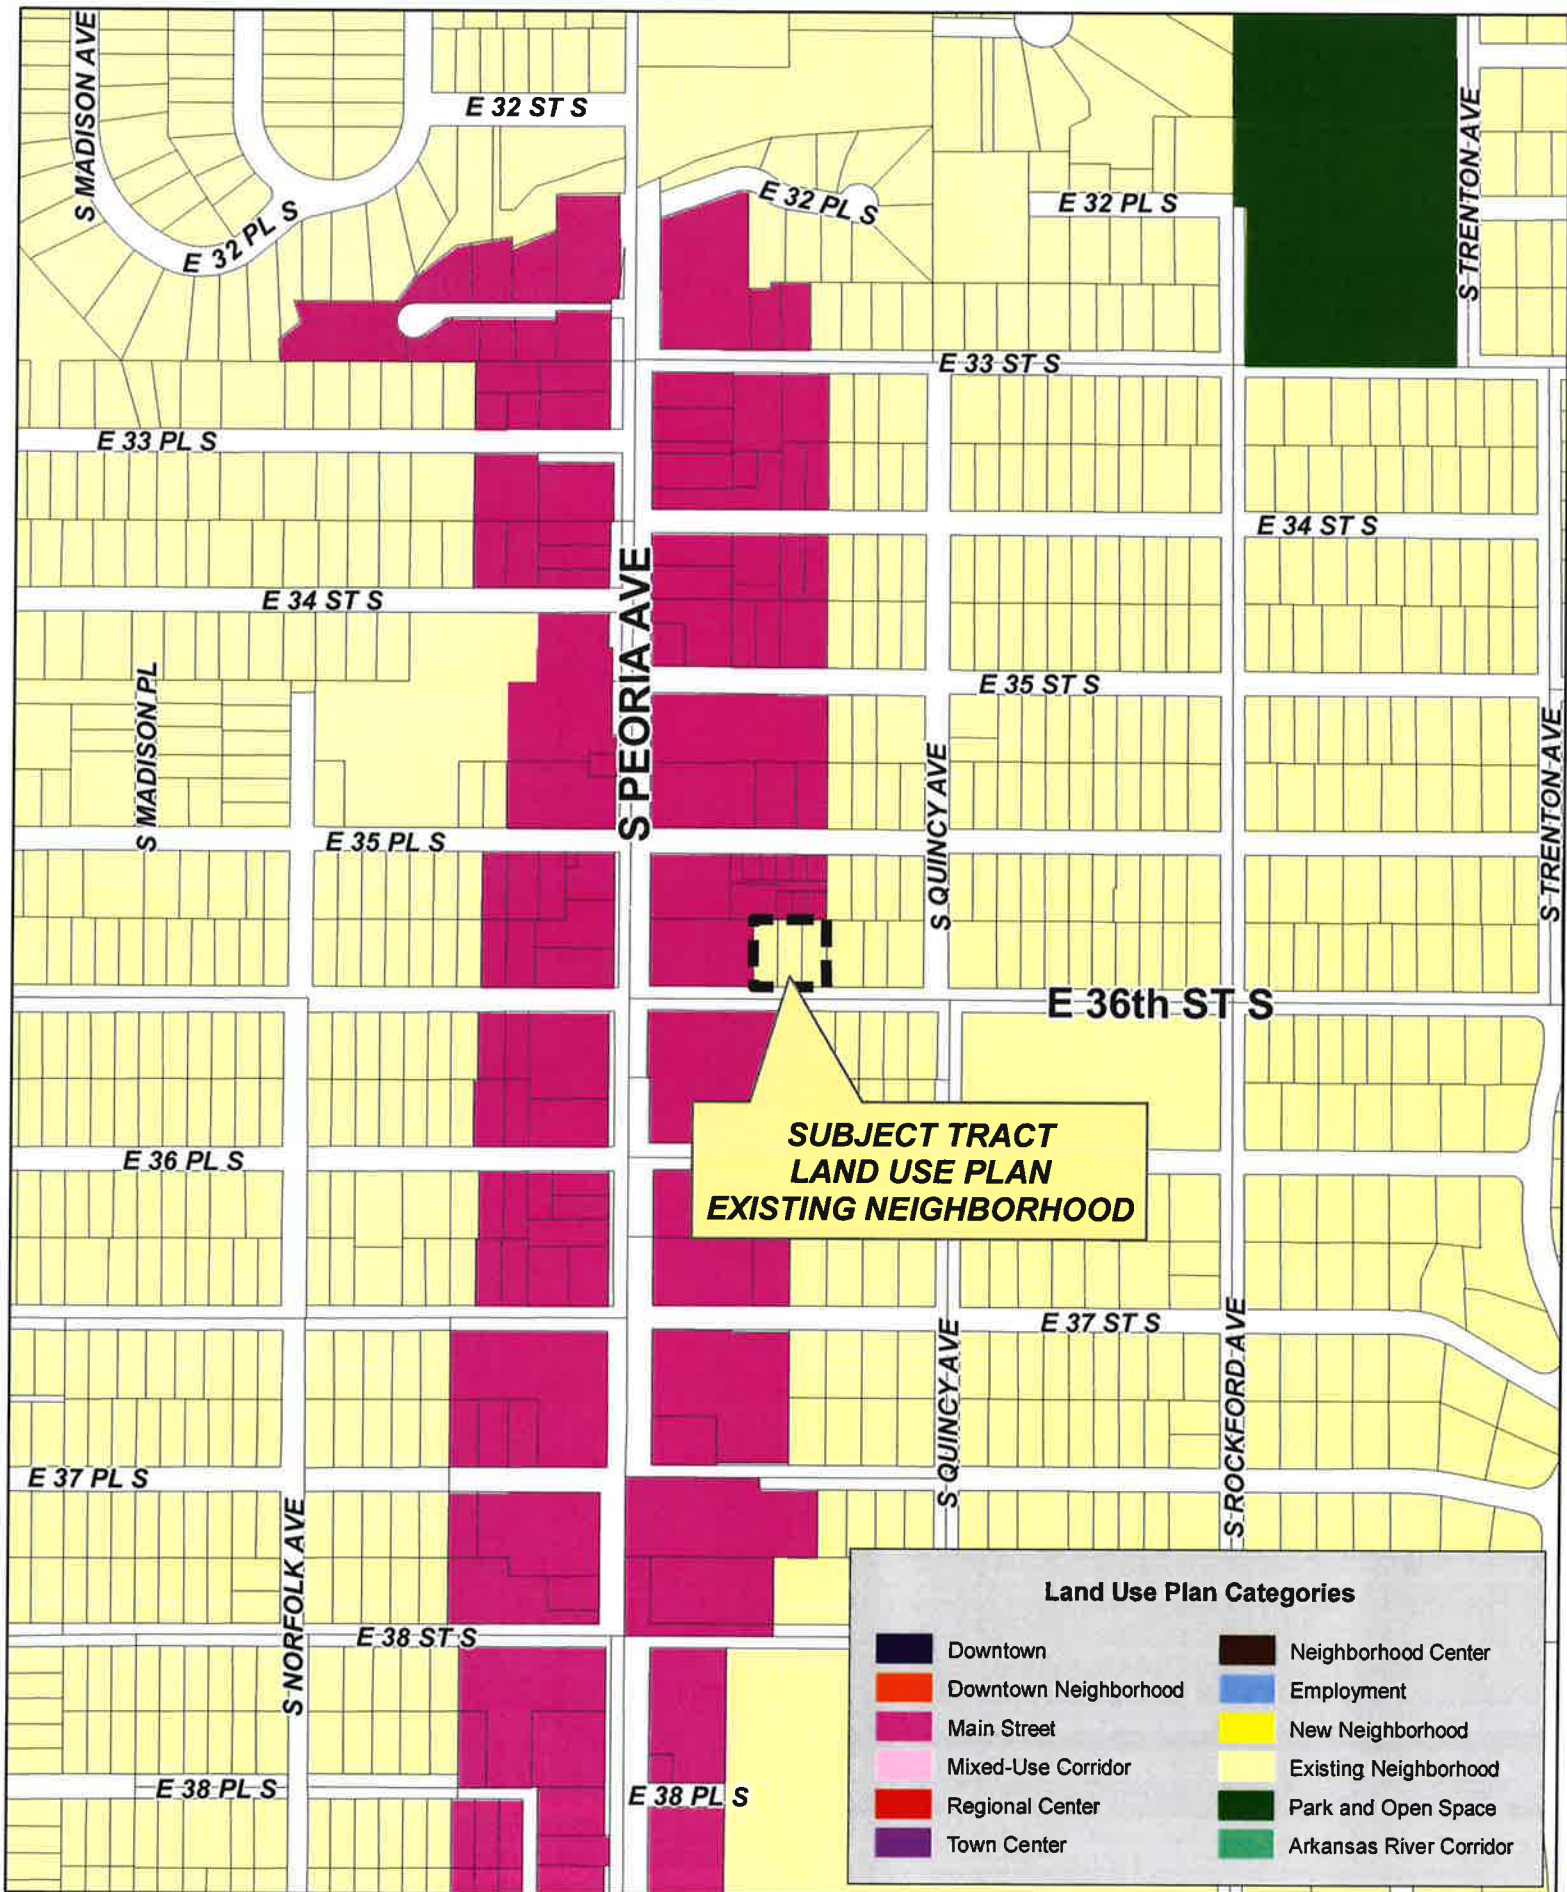 S MADISON AVE
E 32 ST S
S TRENTON AVE
E 32 PL S
E 32 PL S
E 32 PL S
E 33 ST S
E 33 PL S
E 34 ST S
E 34 ST S
S PEORIA AVE
S MADISON PL
E 35 ST S
S QUINCY AVE
S TRENTON AVE
E 35 PL S
E 36th ST S
SUBJECT TRACT
LAND USE PLAN
EXISTING NEIGHBORHOOD
E 36 PL S
E 37 ST S
S QUINCY AVE
S ROCKFORD AVE
E 37 PL S
S NORFOLK AVE
E 38 ST S
E 38 PL S
E 38 PL S
Land Use Plan Categories
Downtown
Downtown Neighborhood
Main Street
Mixed-Use Corridor
Regional Center
Town Center
Neighborhood Center
Employment
New Neighborhood
Existing Neighborhood
Park and Open Space
Arkansas River Corridor